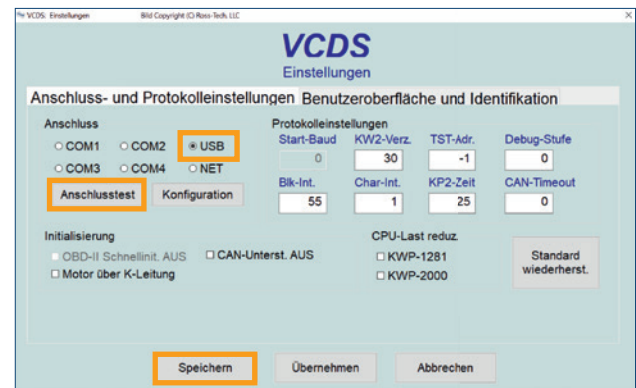 VCDS: Einstellungen Bild Copyright (C) Ross-Tech, LLC
VCDS
Einstellungen
Anschluss- und Protokolleinstellungen Benutzeroberfläche und Identifikation
Anschluss Protokolleinstellungen
COM1 COM2 USB
COM3 COM4 NET
Anschlusstest Konfiguration
Start-Baud KW2-Verz. TST-Adr. Debug-Stufe
0 30 -1 0
Blk-Int. Char-Int. KP2-Zeit CAN-Timeout
55 1 25 0
Initialisierung
OBD-II Schnellinit. AUS CAN-Unterst. AUS
Motor über K-Leitung
CPU-Last reduz.
KWP-1281
KWP-2000
Standard
wiederherst.
Speichern Übernehmen Abbrechen